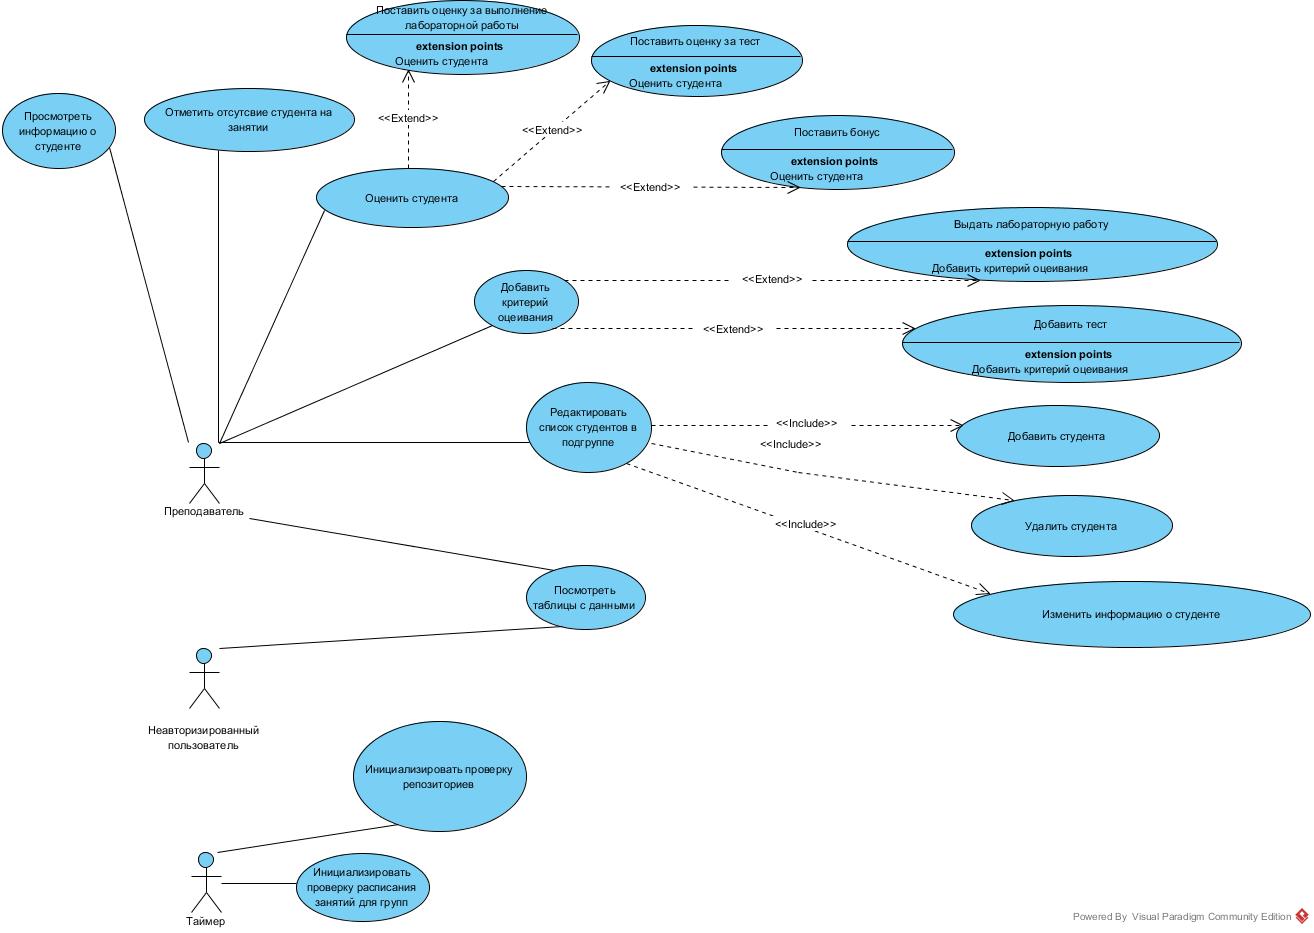 Поставить оценку за выполнение
лабораторной работы
extension points
Оценить студента
Поставить оценку за тест
extension points
Оценить студента
Просмотреть
информацию о
студенте
Отметить отсутсвие студента на
занятии
<<Extend>>
<<Extend>>
Поставить бонус
extension points
Оценить студента
<<Extend>>
Оценить студента
Выдать лабораторную работу
extension points
Добавить критерий оцеивания
<<Extend>>
Добавить
критерий
оцеивания
<<Extend>>
Добавить тест
extension points
Добавить критерий оцеивания
Редактировать
список студентов в
подгруппе
<<Include>>
<<Include>>
Добавить студента
<<Include>>
Удалить студента
Преподаватель
Посмотреть
таблицы с данными
Изменить информацию о студенте
Неавторизированный
пользователь
Инициализировать проверку
репозиториев
Инициализировать
проверку расписания
занятий для групп
Таймер
Powered By Visual Paradigm Community Edition